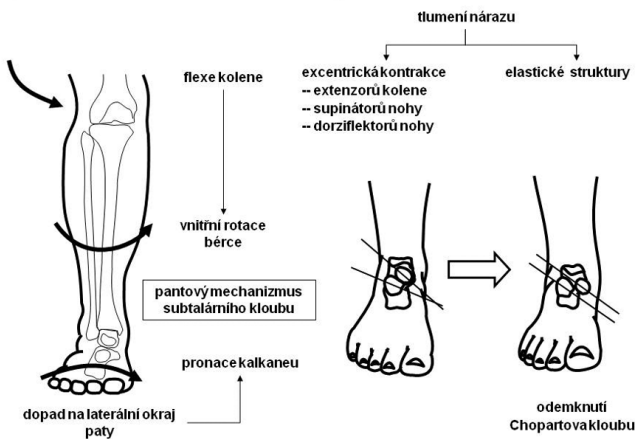 tlumení nárazu
flexe kolene
excentrická kontrakce
-- extenzorů kolene
-- supinátorů nohy
-- dorziflektorů nohy
elastické struktury
vnitřní rotace
bérce
pantový mechanizmus
subtalárního kloubu
pronace kalkaneu
dopad na laterální okraj
paty
odemknutí
Chopartova kloubu